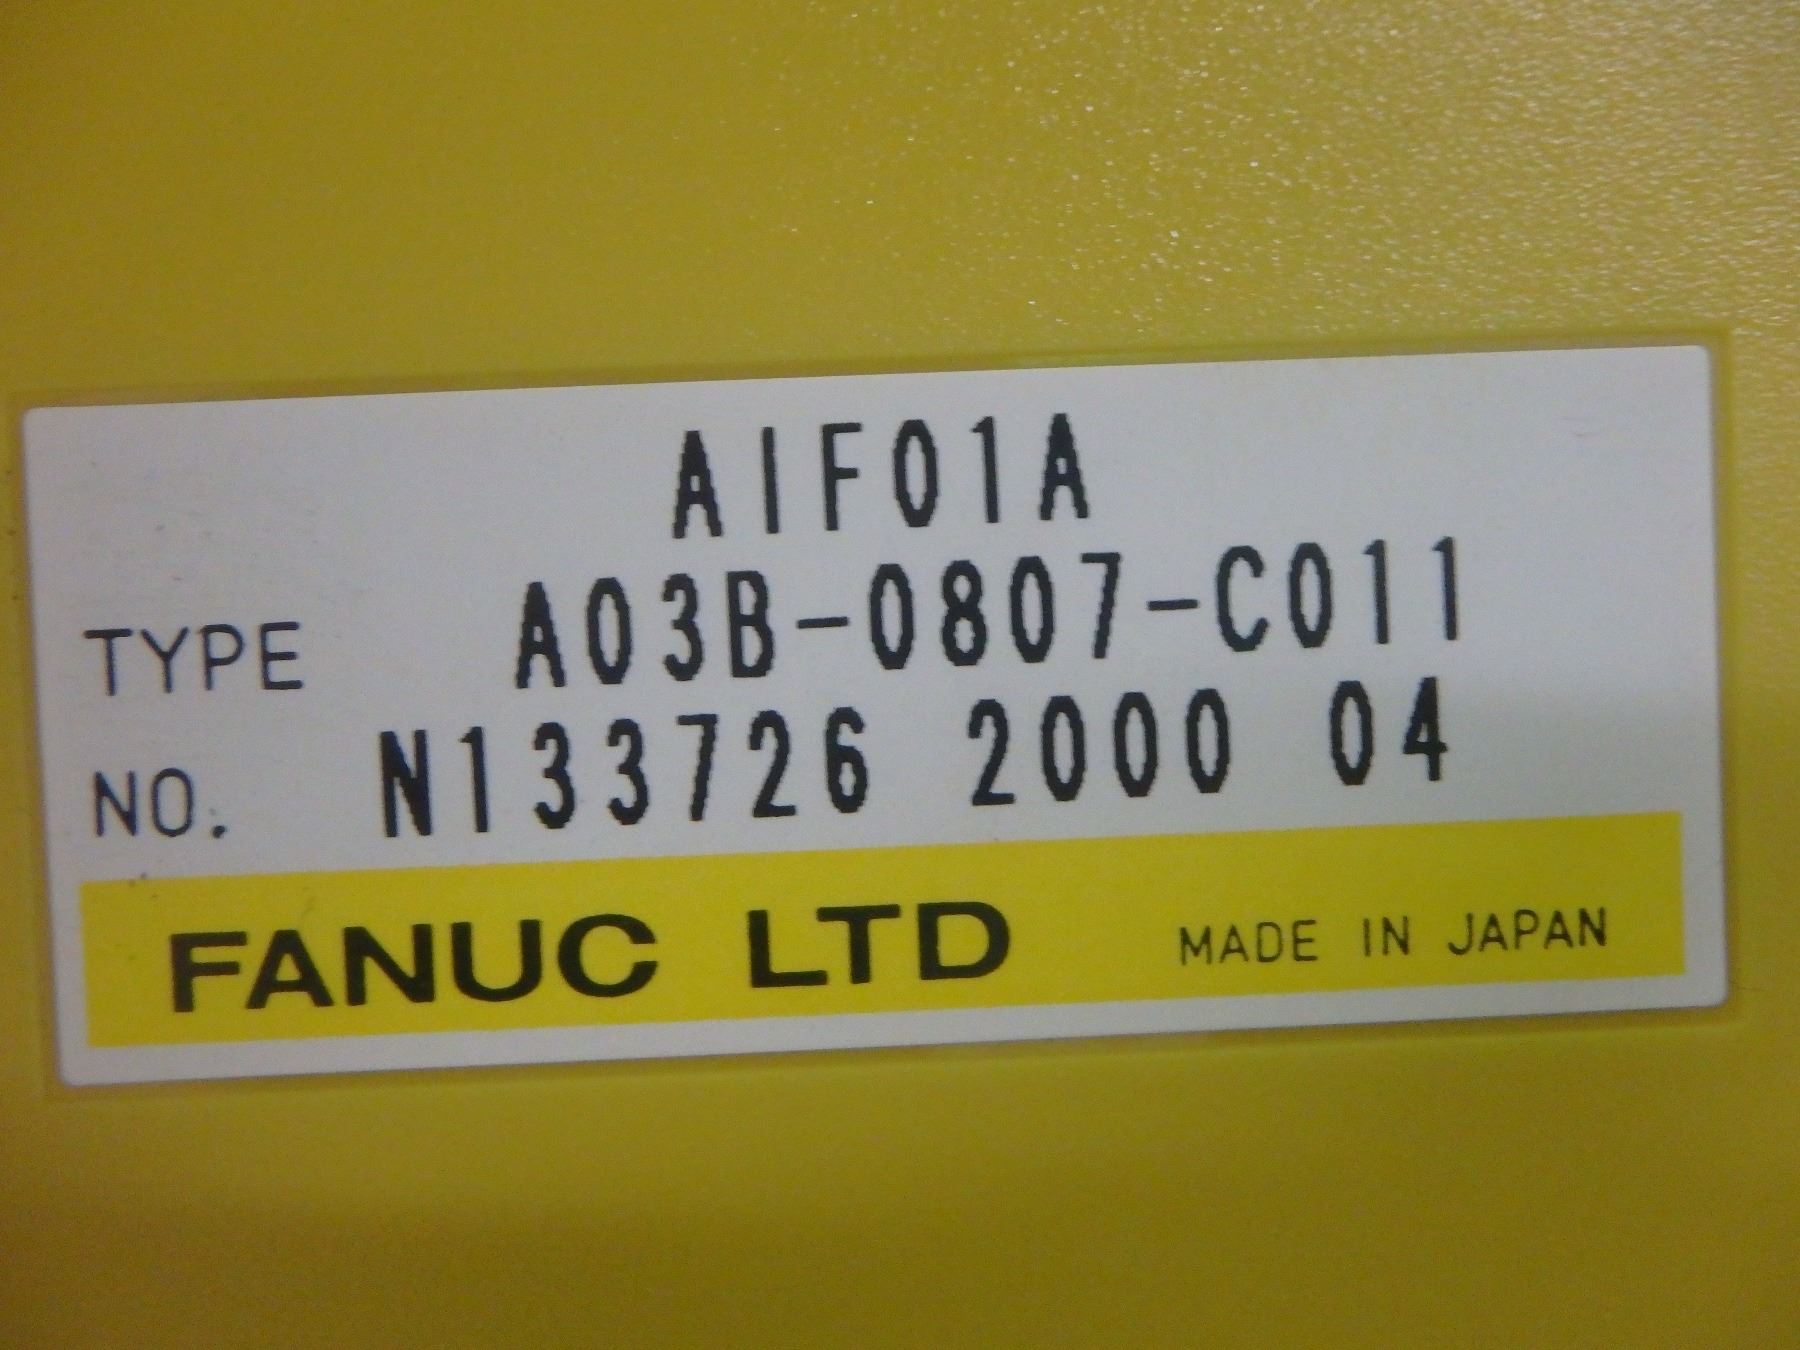 AIF01A
TYPE A03B-0807-C011
NO. N133726 2000 04
FANUC LTD MADE IN JAPAN